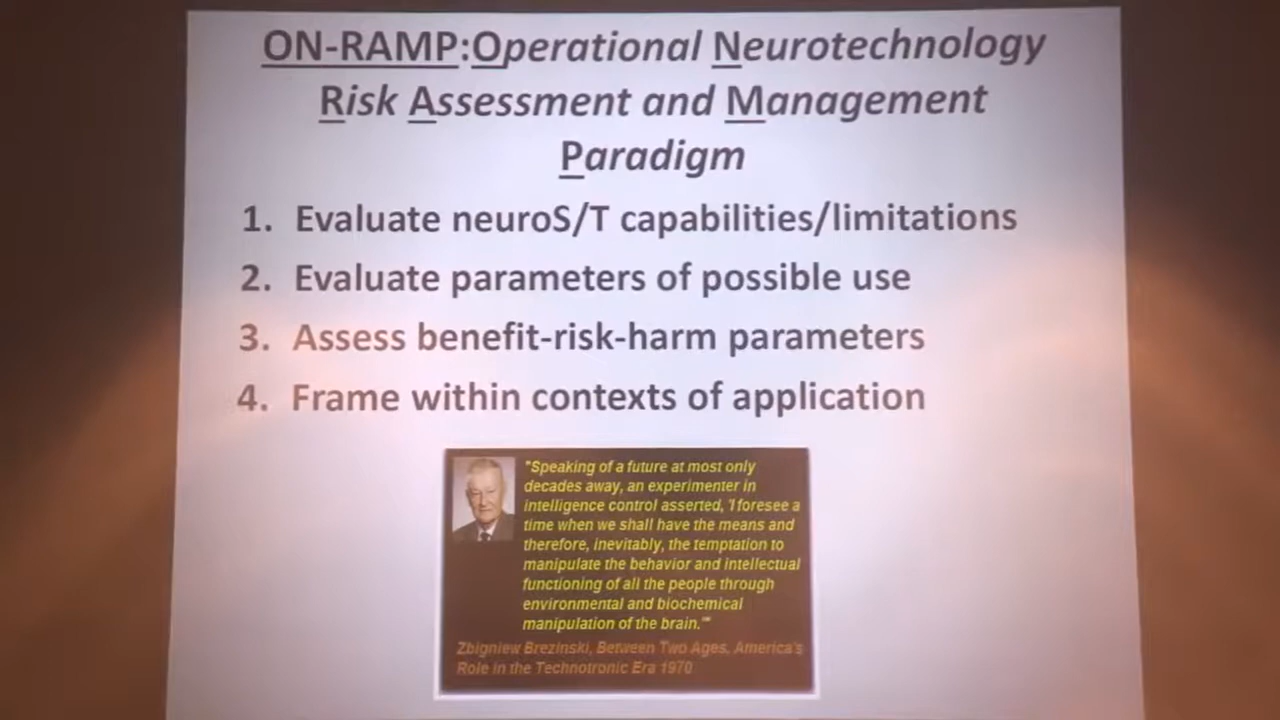 ON-RAMP:Operational Neurotechnology
Risk Assessment and Management
Paradigm
1. Evaluate neuroS/T capabilities/limitations
2. Evaluate parameters of possible use
3. Assess benefit-risk-harm parameters
4. Frame within contexts of application
"Speaking of a future at most only
decades away, an experimenter in
intelligence control asserted, 'I foresee a
time when we shall have the means and
therefore, inevitably, the temptation to
manipulate the behavior and intellectual
functioning of all the people through
environmental and biochemical
manipulation of the brain.'"
Zbigniew Brezinski, Between Two Ages, America's
Role in the Technotronic Era 1970